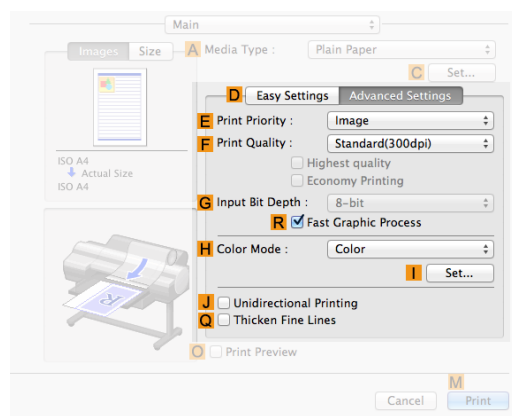 Main
Images Size
A Media Type : Plain Paper
C Set...
D Easy Settings Advanced Settings
E Print Priority : Image
F Print Quality : Standard(300dpi)
Highest quality
Economy Printing
G Input Bit Depth : 8-bit
R Fast Graphic Process
H Color Mode : Color
I Set...
J Unidirectional Printing
Q Thicken Fine Lines
O Print Preview
ISO A4
Actual Size
ISO A4
R
M
Cancel Print